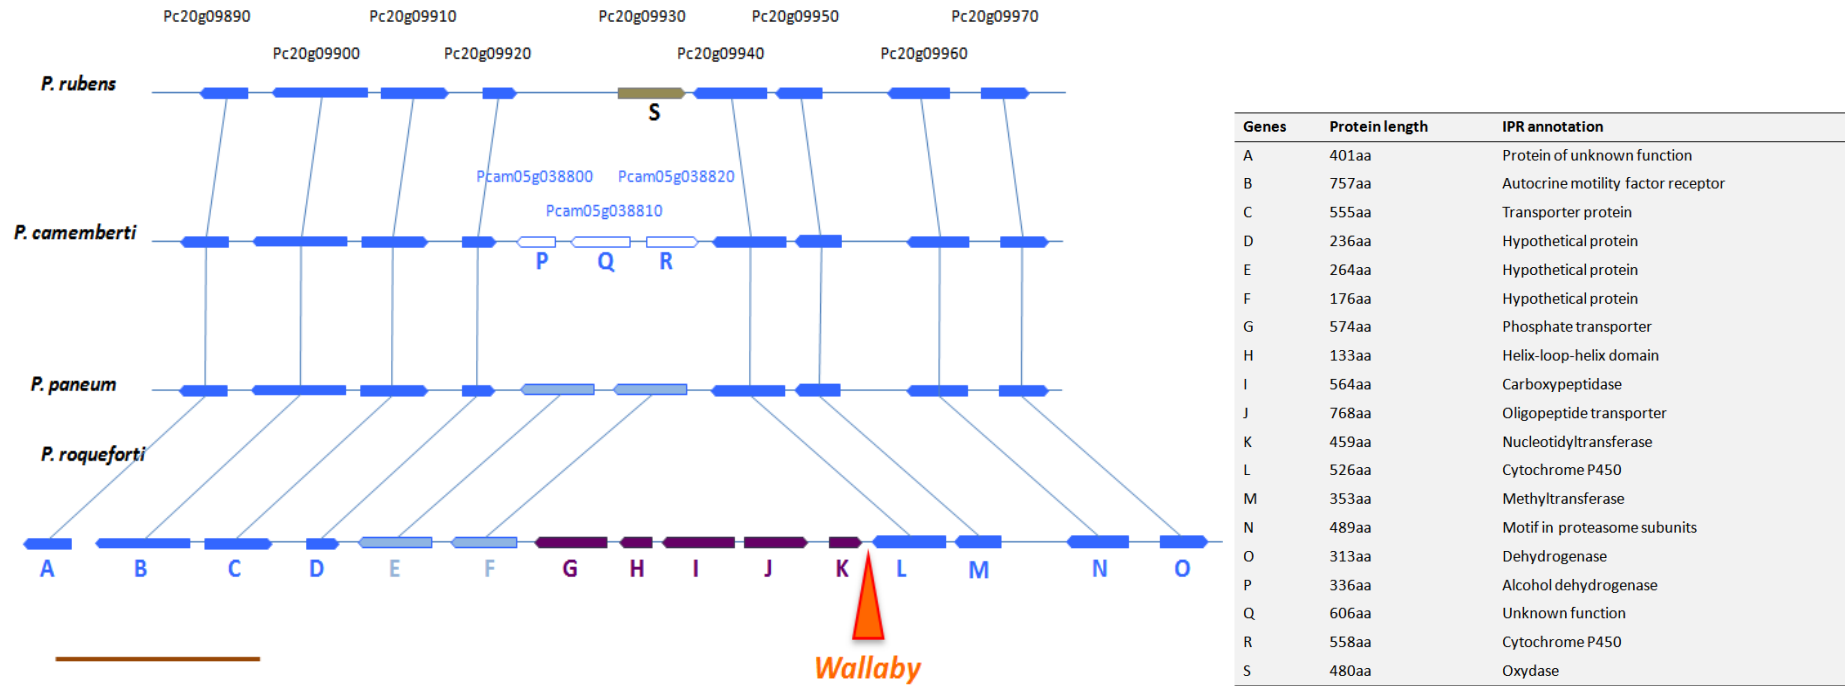 Pc20g09890 Pc20g09910 Pc20g09930 Pc20g09950 Pc20g09970
Pc20g09900 Pc20g09920 Pc20g09940 Pc20g09960
P. rubens
S
Pcam05g038800 Pcam05g038820
Pcam05g038810
P. camemberti
P Q R
P. paneum
P. roqueforti
A B C D E F G H I J K L M N O
Wallaby
Genes Protein length IPR annotation
A 401aa Protein of unknown function
B 757aa Autocrine motility factor receptor
C 555aa Transporter protein
D 236aa Hypothetical protein
E 264aa Hypothetical protein
F 176aa Hypothetical protein
G 574aa Phosphate transporter
H 133aa Helix-loop-helix domain
I 564aa Carboxypeptidase
J 768aa Oligopeptide transporter
K 459aa Nucleotidyltransferase
L 526aa Cytochrome P450
M 353aa Methyltransferase
N 489aa Motif in proteasome subunits
O 313aa Dehydrogenase
P 336aa Alcohol dehydrogenase
Q 606aa Unknown function
R 558aa Cytochrome P450
S 480aa Oxydase